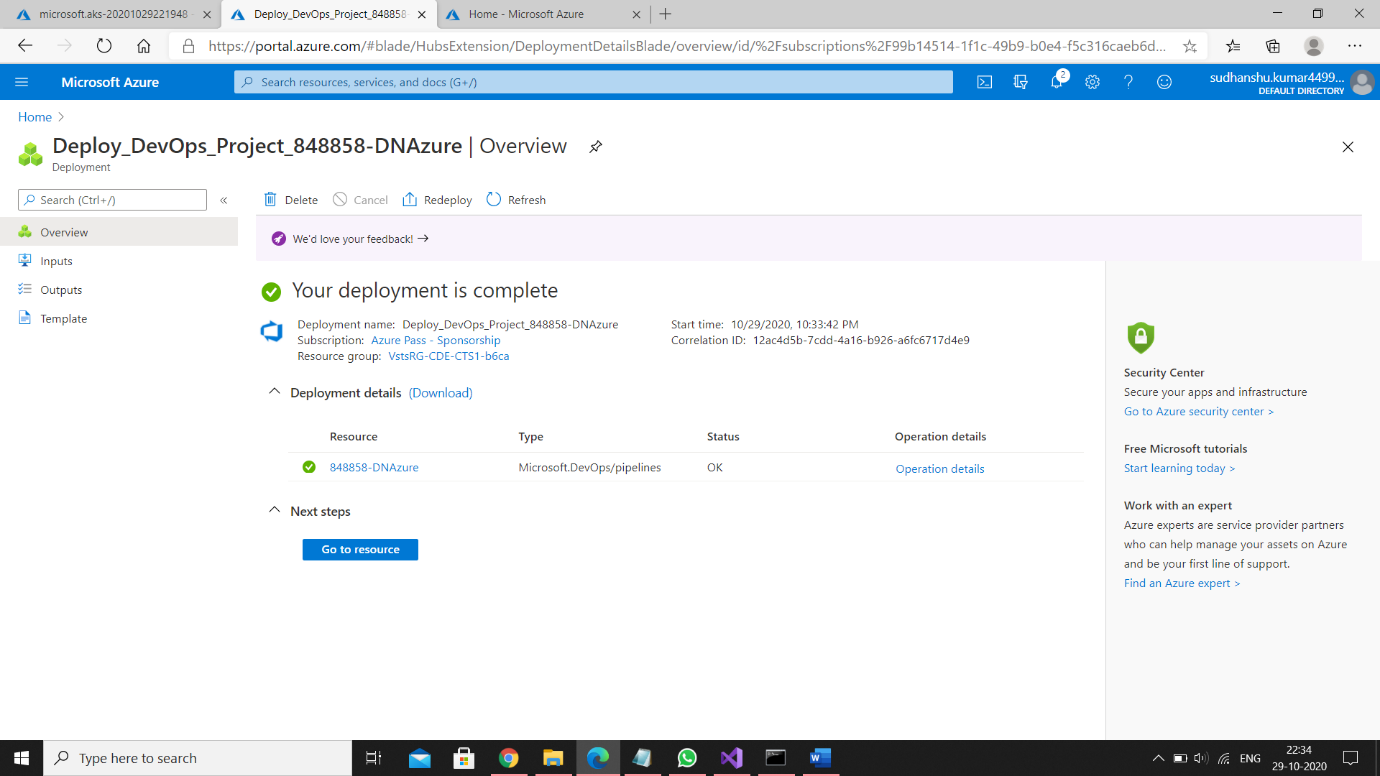 microsoft.aks-20201029221948 -
Deploy_DevOps_Project_848858-
Home - Microsoft Azure
https://portal.azure.com/#blade/HubsExtension/DeploymentDetailsBlade/overview/id/%2Fsubscriptions%2F99b14514-1f1c-49b9-b0e4-f5c316caeb6d...
Microsoft Azure
Search resources, services, and docs (G+/)
2
sudhanshu.kumar4499...
DEFAULT DIRECTORY
Home >
Deploy_DevOps_Project_848858-DNAzure | Overview
Deployment
Search (Ctrl+/)
«
Delete
Cancel
Redeploy
Refresh
Overview
Inputs
Outputs
Template
We'd love your feedback! →
Your deployment is complete
Deployment name: Deploy_DevOps_Project_848858-DNAzure
Subscription: Azure Pass - Sponsorship
Resource group: VstsRG-CDE-CTS1-b6ca
Start time: 10/29/2020, 10:33:42 PM
Correlation ID: 12ac4d5b-7cdd-4a16-b926-a6fc6717d4e9
Deployment details (Download)
Resource Type Status Operation details
848858-DNAzure Microsoft.DevOps/pipelines OK Operation details
Next steps
Go to resource
Security Center
Secure your apps and infrastructure
Go to Azure security center >
Free Microsoft tutorials
Start learning today >
Work with an expert
Azure experts are service provider partners
who can help manage your assets on Azure
and be your first line of support.
Find an Azure expert >
Type here to search
ENG
22:34
29-10-2020